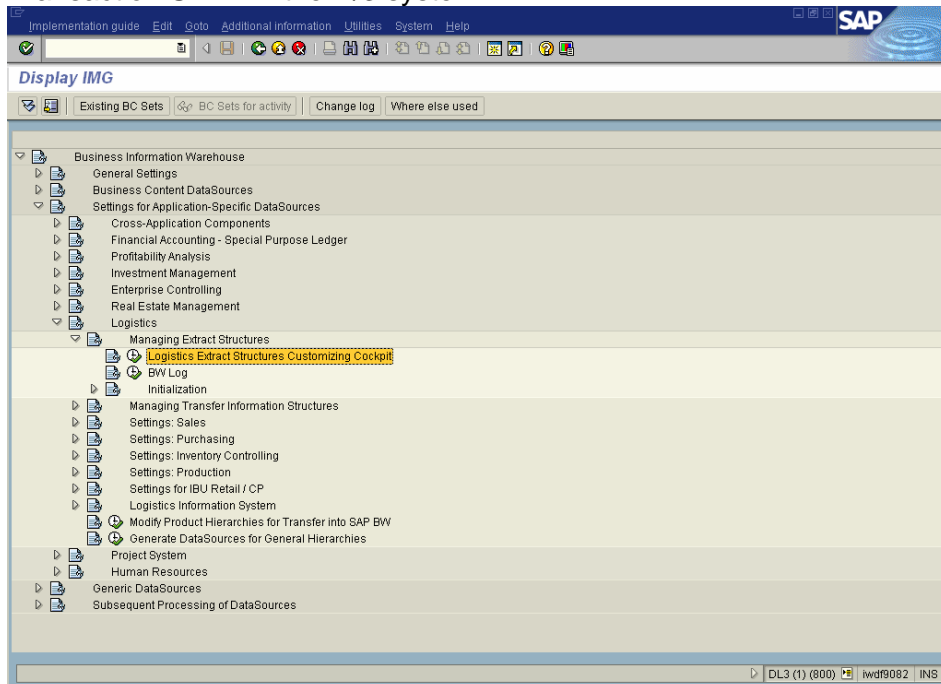 Implementation guide Edit Goto Additional information Utilities System Help
SAP
Display IMG
Existing BC Sets BC Sets for activity Change log Where else used
Business Information Warehouse
General Settings
Business Content DataSources
Settings for Application-Specific DataSources
Cross-Application Components
Financial Accounting - Special Purpose Ledger
Profitability Analysis
Investment Management
Enterprise Controlling
Real Estate Management
Logistics
Managing Extract Structures
Logistics Extract Structures Customizing Cockpit
BW Log
Initialization
Managing Transfer Information Structures
Settings: Sales
Settings: Purchasing
Settings: Inventory Controlling
Settings: Production
Settings for IBU Retail / CP
Logistics Information System
Modify Product Hierarchies for Transfer into SAP BW
Generate DataSources for General Hierarchies
Project System
Human Resources
Generic DataSources
Subsequent Processing of DataSources
DL3 (1) (800) iwdf9082 INS